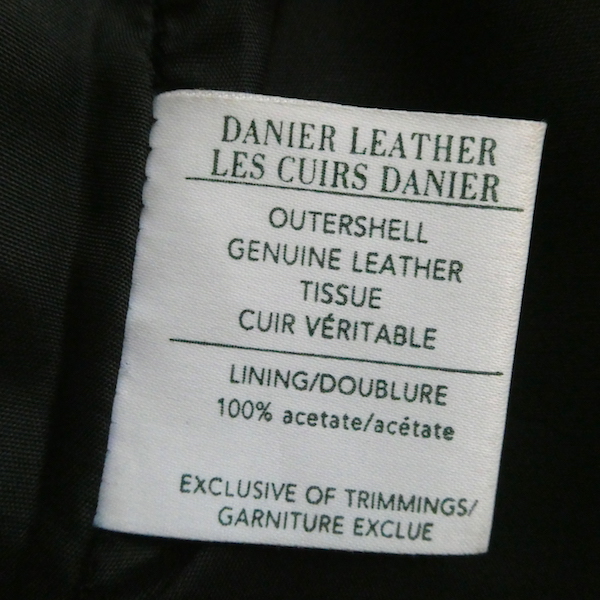 DANIER LEATHER
LES CUIRS DANIER
OUTERSHELL
GENUINE LEATHER
TISSUE
CUIR VÉRITABLE
LINING/DOUBLURE
100% acetate/acétate
EXCLUSIVE OF TRIMMINGS/
GARNITURE EXCLUE